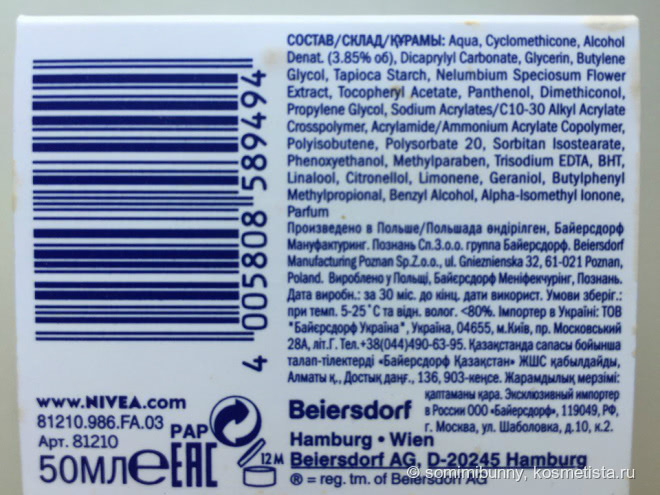 СОСТАВ/СКЛАД/ҚҰРАМЫ: Aqua, Cyclomethicone, Alcohol
Denat. (3.85% об), Dicaprylyl Carbonate, Glycerin, Butylene
Glycol, Tapioca Starch, Nelumbium Speciosum Flower
Extract, Tocopheryl Acetate, Panthenol, Dimethiconol,
Propylene Glycol, Sodium Acrylates/C10-30 Alkyl Acrylate
Crosspolymer, Acrylamide/Ammonium Acrylate Copolymer,
Polyisobutene, Polysorbate 20, Sorbitan Isostearate,
Phenoxyethanol, Methylparaben, Trisodium EDTA, BHT,
Linalool, Citronellol, Limonene, Geraniol, Butylphenyl
Methylpropional, Benzyl Alcohol, Alpha-Isomethyl Ionone,
Parfum
Произведено в Польше/Польшада өндірілген, Байерсдорф
Мануфактуринг. Познань Сп.З.о.о. группа Байерсдорф. Beiersdorf
Manufacturing Poznan Sp.Z.o.o., ul. Gnieznienska 32, 61-021 Poznan,
Poland. Вироблено у Польщі, Байєрсдорф Меніфекчурінг, Познань.
Дата виробн.: за 30 міс. до кінц. дати використ. Умови зберіг.:
при темп. 5-25˚C та відн. волог. <80%. Імпортер в Україні: ТОВ
"Байєрсдорф Україна", Україна, 04655, м.Київ, пр. Московський
28А, літ.Г. Тел.+38(044)490-63-95. Қазақстанда сапасы бойынша
талап-тілектерді «Байерсдорф Қазақстан» ЖШС қабылдайды,
Алматы қ., Достық даңғ., 136, 903-кеңсе. Жарамдылық мерзімі:
қаптаманы қара. Эксклюзивный импортер
в России ООО «Байерсдорф», 119049, РФ,
г. Москва, ул. Шаболовка, д.10, к.2.
4 005808 589494
www.NIVEA.com
81210.986.FA.03
Арт. 81210
PAP
50МЛ e EAC
12 M
Beiersdorf
Hamburg • Wien
Beiersdorf AG, D-20245 Hamburg
® = reg. tm. of Beiersdorf AG
© somimibunny, kosmetista.ru